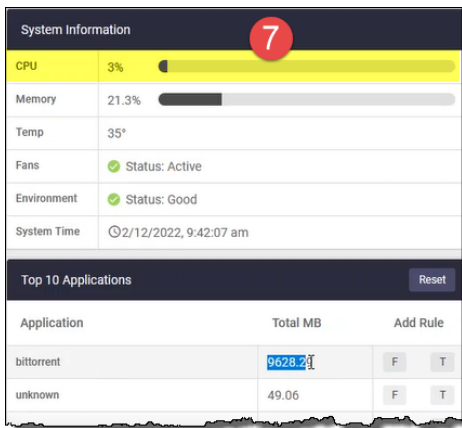 System Information
7
CPU 3%
Memory 21.3%
Temp 35°
Fans Status: Active
Environment Status: Good
System Time 2/12/2022, 9:42:07 am
Top 10 Applications Reset
Application Total MB Add Rule
bittorrent 9628.29 F T
unknown 49.06 F T